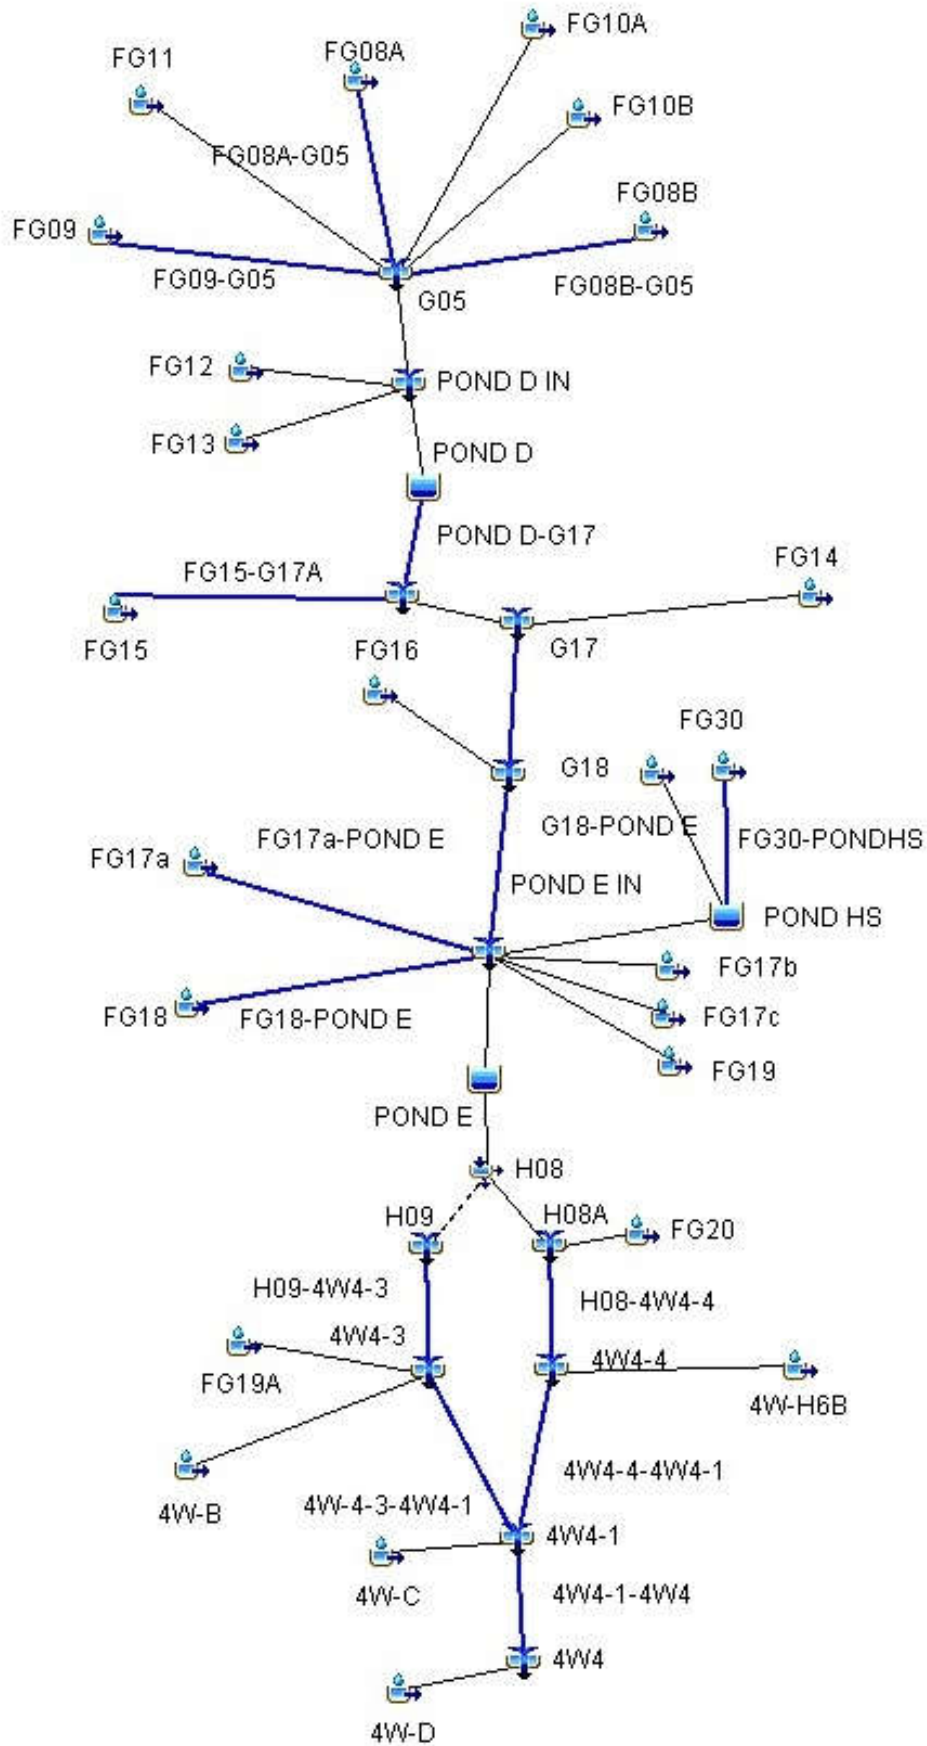 FG10A
FG08A
FG11
FG10B
FG08A-G05
FG08B
FG09
FG09-G05
FG08B-G05
G05
FG12
POND D IN
FG13
POND D
POND D-G17
FG14
FG15-G17A
FG15
FG16
G17
FG30
G18
G18-POND E
FG17a-POND E
FG30-PONDHS
FG17a
POND E IN
POND HS
FG17b
FG18
FG18-POND E
FG17c
FG19
POND E
H08
H09
H08A
FG20
H09-4W4-3
H08-4W4-4
4W4-3
4W4-4
FG19A
4W-H6B
4W4-4-4W4-1
4W-B
4W-4-3-4W4-1
4W4-1
4W-C
4W4-1-4W4
4W4
4W-D